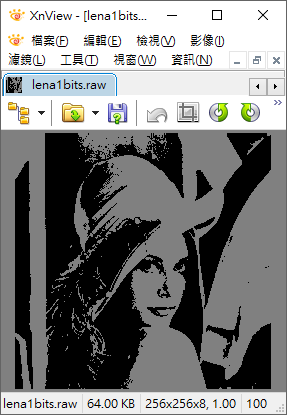 XnView - [lena1bits....
檔案(F) 編輯(E) 檢視(V) 影像(I)
濾鏡(L) 工具(T) 視窗(W) 資訊(N)
lena1bits.raw
lena1bits.raw 64.00 KB 256x256x8, 1.00 100